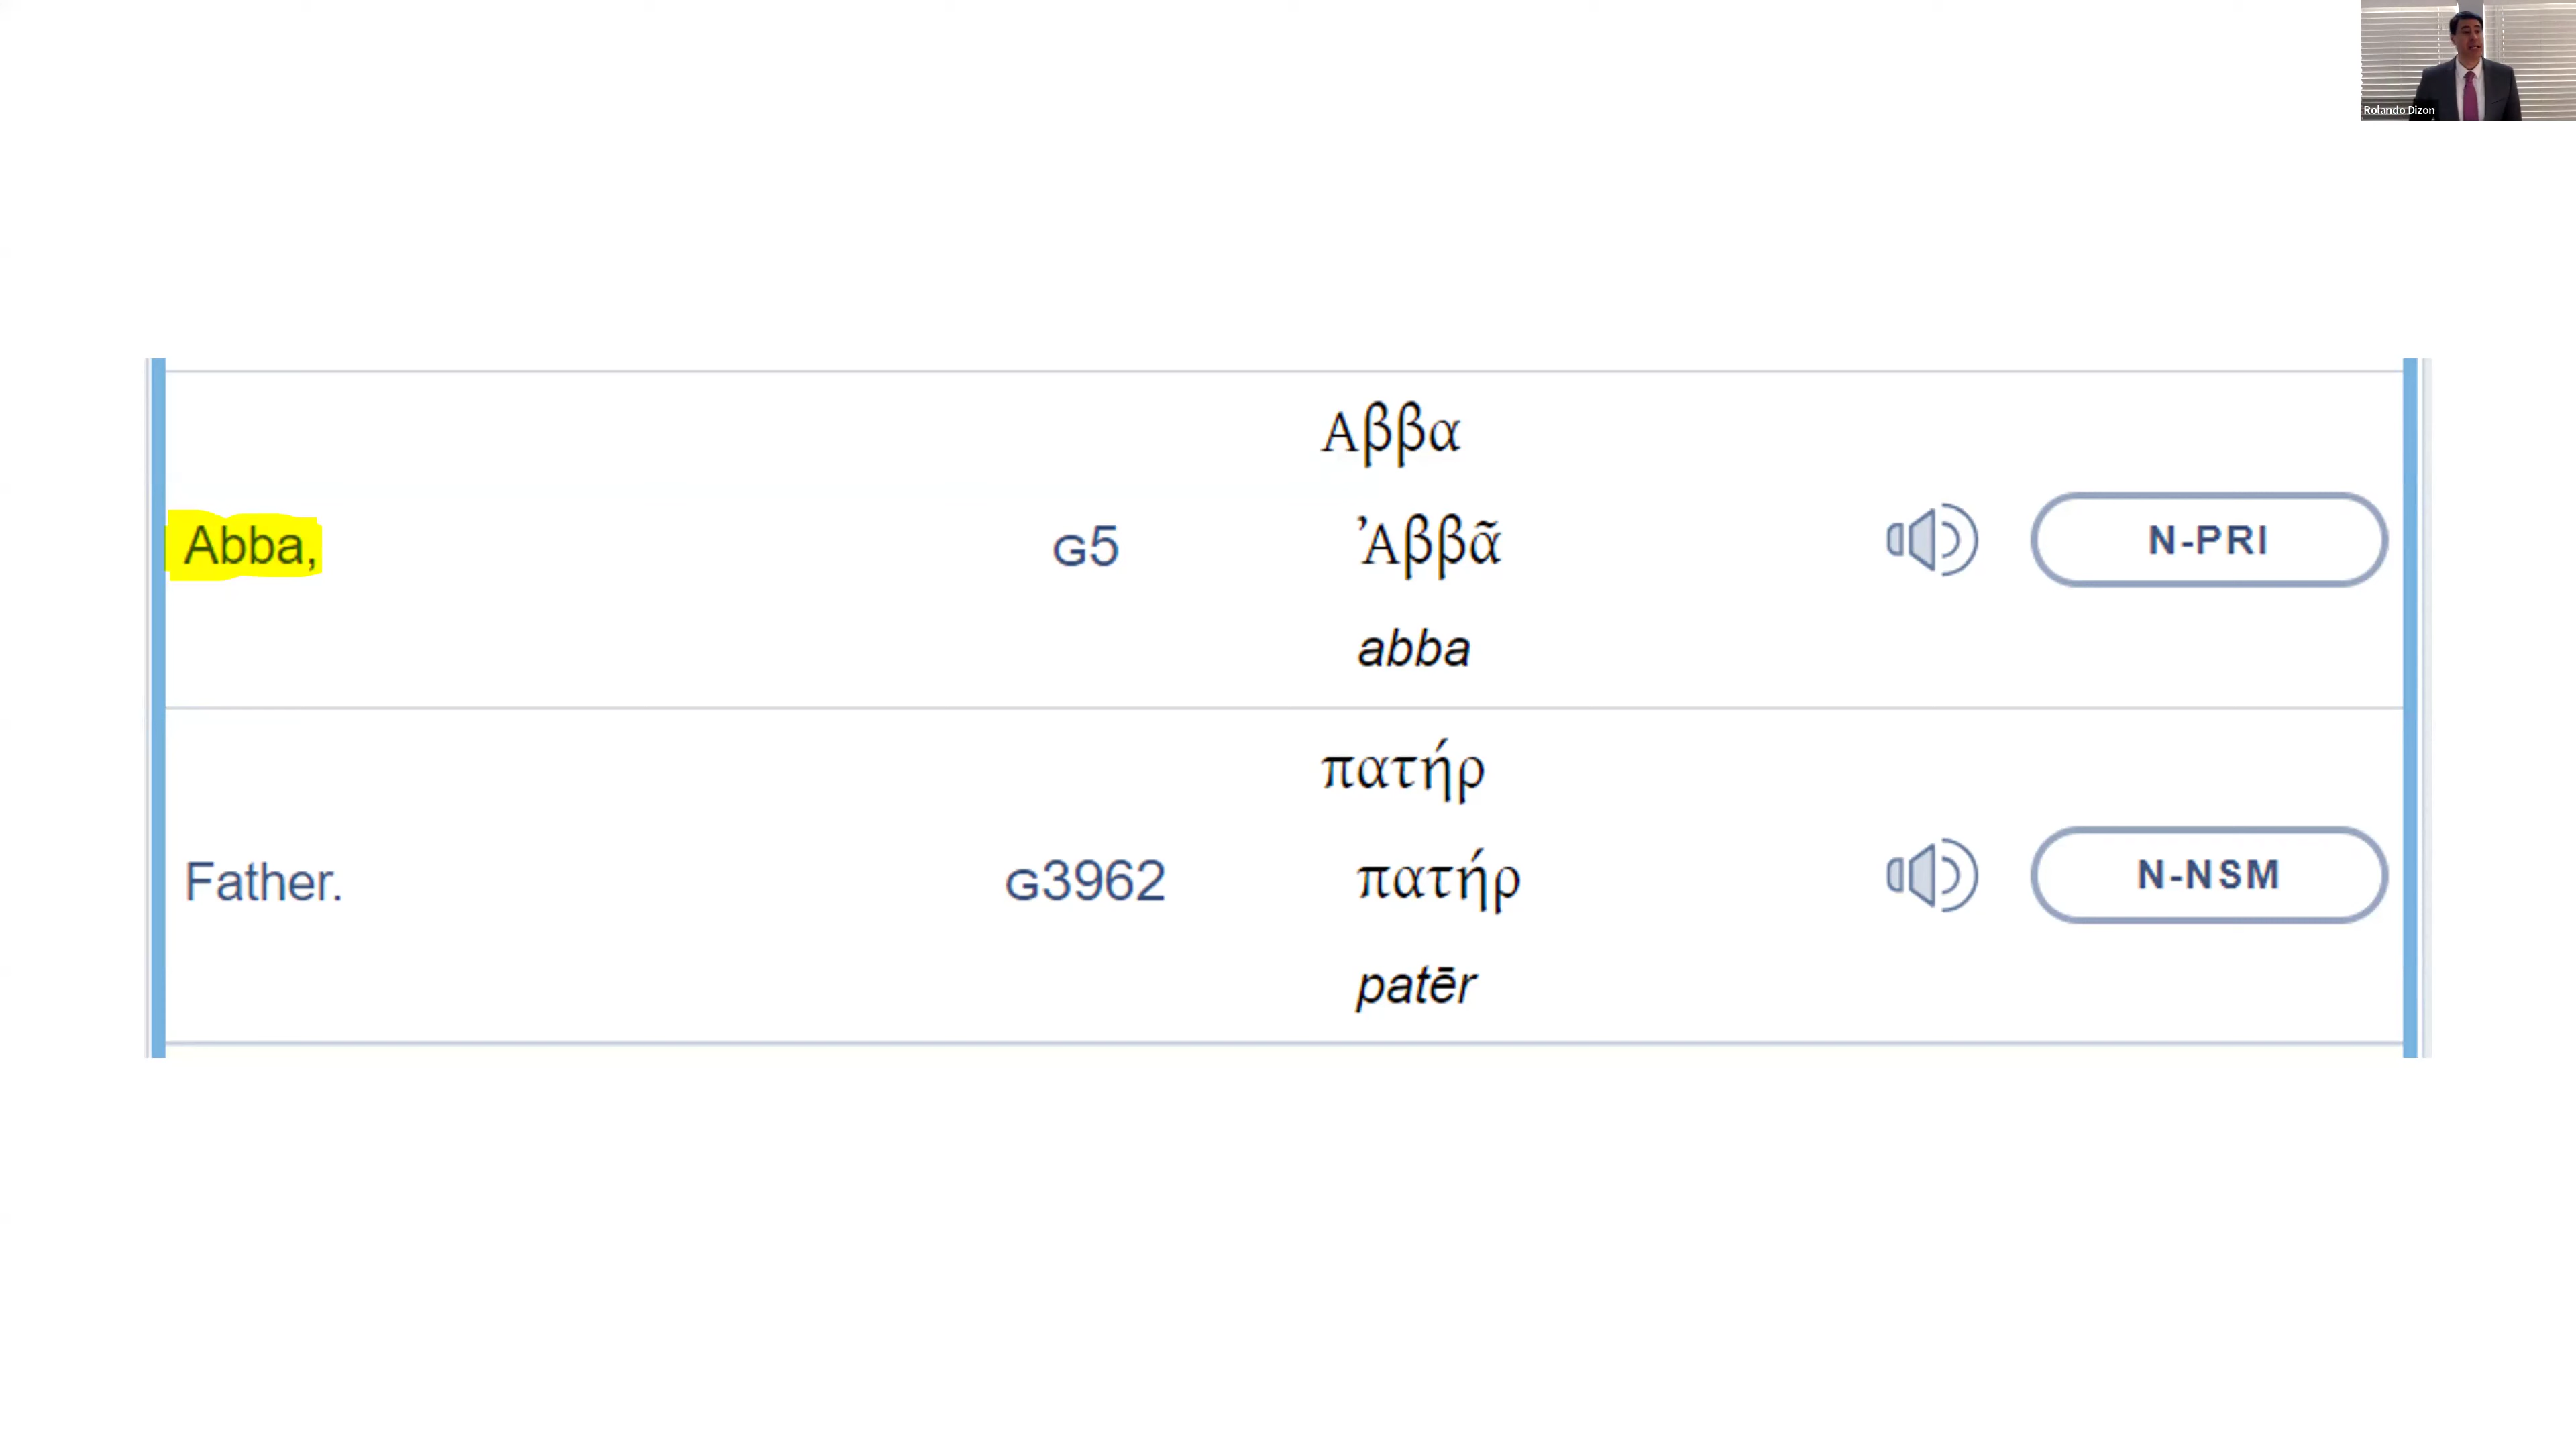 Rolando Dizon
Αββα
Abba,
G5
Ἀββᾶ
N-PRI
abba
πατήρ
Father.
G3962
πατήρ
N-NSM
patēr